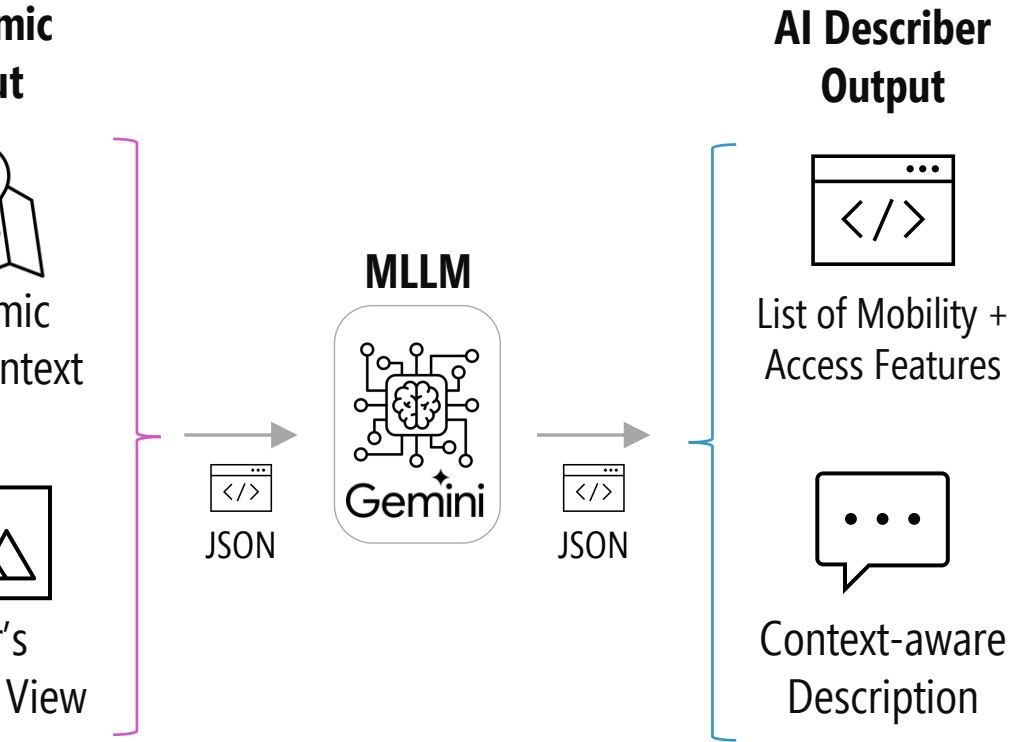 mic
ut
mic
ntext
r's
View
JSON
MLLM
Gemini
JSON
AI Describer
Output
</>
List of Mobility +
Access Features
Context-aware
Description